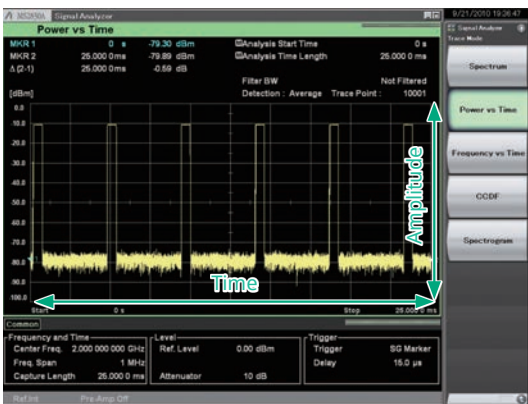 MS2830A Signal Analyzer
9/21/2010 19:26:47
Power vs Time
MKR 1 0 s -79.30 dBm Analysis Start Time 0 s
MKR 2 25.000 0ms -79.89 dBm Analysis Time Length 25.000 0 ms
Δ (2-1) 25.000 0ms -0.59 dB
Filter BW Not Filtered
[dBm] Detection : Average Trace Point : 10001
0.0
-10.0
-20.0
-30.0
-40.0
-50.0
-60.0
-70.0
-80.0
-90.0
-100.0
Amplitude
Time
Start 0 s Stop 25.000 0 ms
Common
Frequency and Time
Center Freq. 2.000 000 000 GHz
Freq. Span 1 MHz
Capture Length 25.000 0 ms
Level
Ref. Level 0.00 dBm
Attenuator 10 dB
Trigger
Trigger SG Marker
Delay 15.0 µs
Ref.Int Pre-Amp Off
Signal Analyzer
Trace Mode
Spectrum
Power vs Time
Frequency vs Time
CCDF
Spectrogram